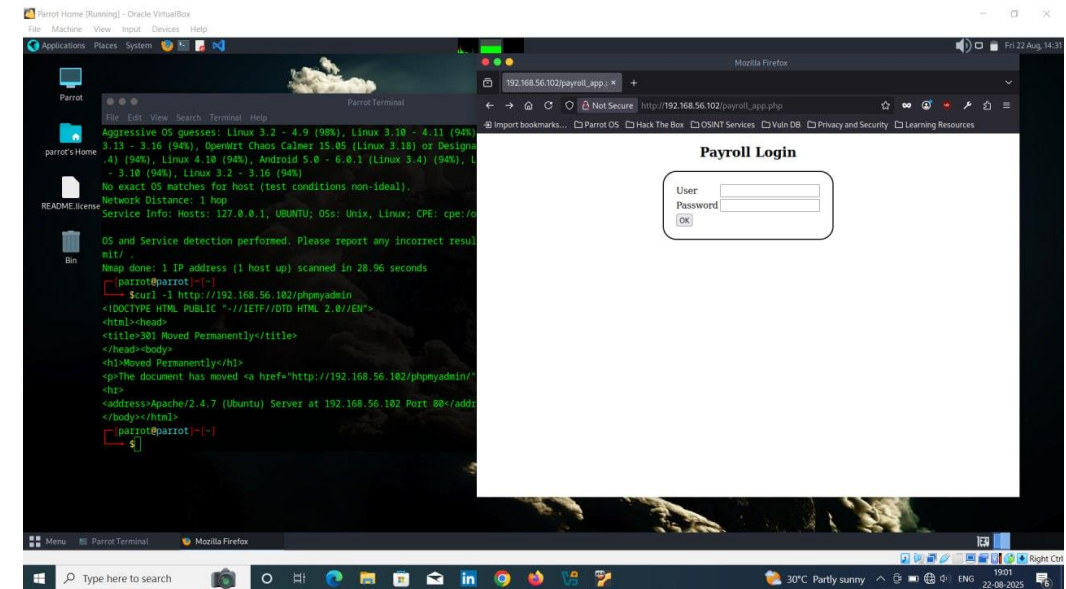 Parrot Home [Running] - Oracle VirtualBox
File Machine View Input Devices Help
Applications Places System
Fri 22 Aug, 14:31
Parrot
parrot's Home
README.license
Bin
Parrot Terminal
File Edit View Search Terminal Help
Aggressive OS guesses: Linux 3.2 - 4.9 (98%), Linux 3.10 - 4.11 (94%)
3.13 - 3.16 (94%), OpenWrt Chaos Calmer 15.05 (Linux 3.18) or Designa
.4) (94%), Linux 4.10 (94%), Android 5.0 - 6.0.1 (Linux 3.4) (94%), L
- 3.10 (94%), Linux 3.2 - 3.16 (94%)
No exact OS matches for host (test conditions non-ideal).
Network Distance: 1 hop
Service Info: Hosts: 127.0.0.1, UBUNTU; OSs: Unix, Linux; CPE: cpe:/o
OS and Service detection performed. Please report any incorrect resul
mit/ .
Nmap done: 1 IP address (1 host up) scanned in 28.96 seconds
[parrot@parrot]-[~]
$curl -l http://192.168.56.102/phpmyadmin
<!DOCTYPE HTML PUBLIC "-//IETF//DTD HTML 2.0//EN">
<html><head>
<title>301 Moved Permanently</title>
</head><body>
<h1>Moved Permanently</h1>
<p>The document has moved <a href="http://192.168.56.102/phpmyadmin/"
<hr>
<address>Apache/2.4.7 (Ubuntu) Server at 192.168.56.102 Port 80</addr
</body></html>
[parrot@parrot]-[~]
$
Mozilla Firefox
192.168.56.102/payroll_app.p
Not Secure http://192.168.56.102/payroll_app.php
Import bookmarks... Parrot OS Hack The Box OSINT Services Vuln DB Privacy and Security Learning Resources
Payroll Login
User
Password
OK
Menu Parrot Terminal Mozilla Firefox
Right Ctrl
Type here to search
30°C Partly sunny
ENG
19:01
22-08-2025